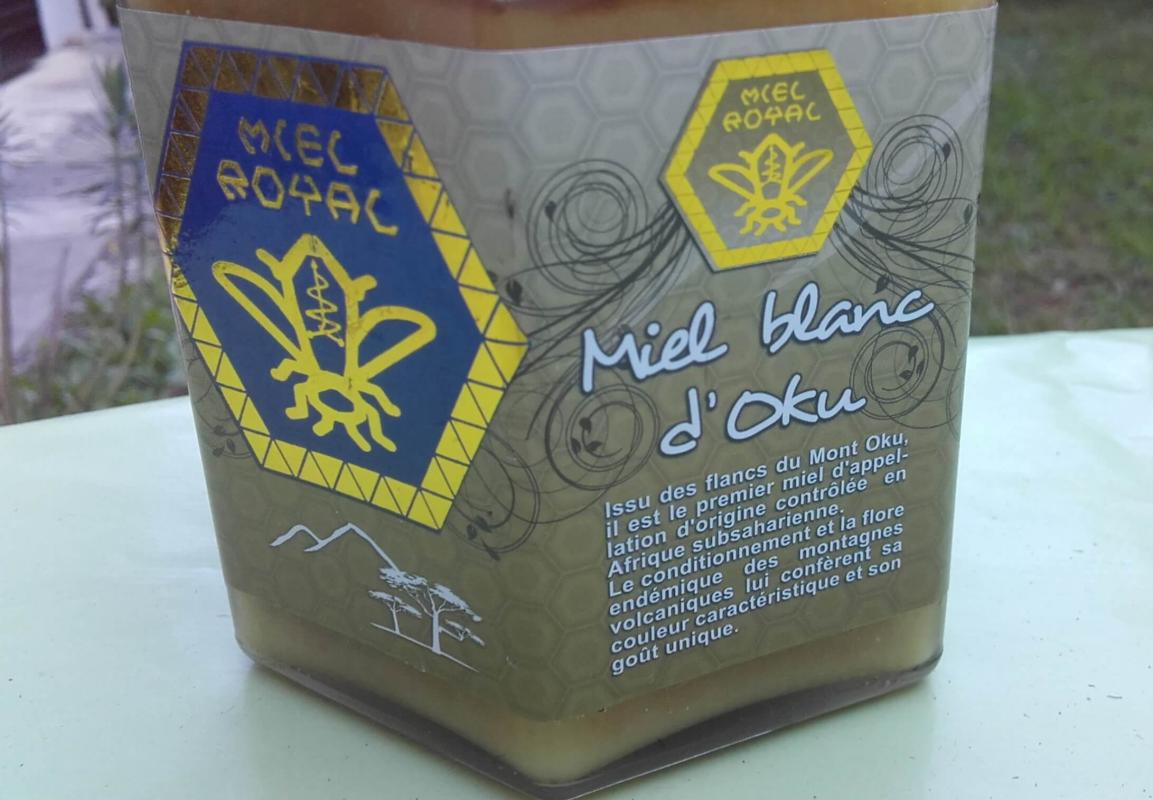 MIEL
ROYAL
MIEL
ROYAL
Miel blanc
d'Oku
Issu des flancs du Mont Oku,
il est le premier miel d'appel-
lation d'origine contrôlée en
Afrique subsaharienne.
Le conditionnement et la flore
endémique des montagnes
volcaniques lui confèrent sa
couleur caractéristique et son
goût unique.